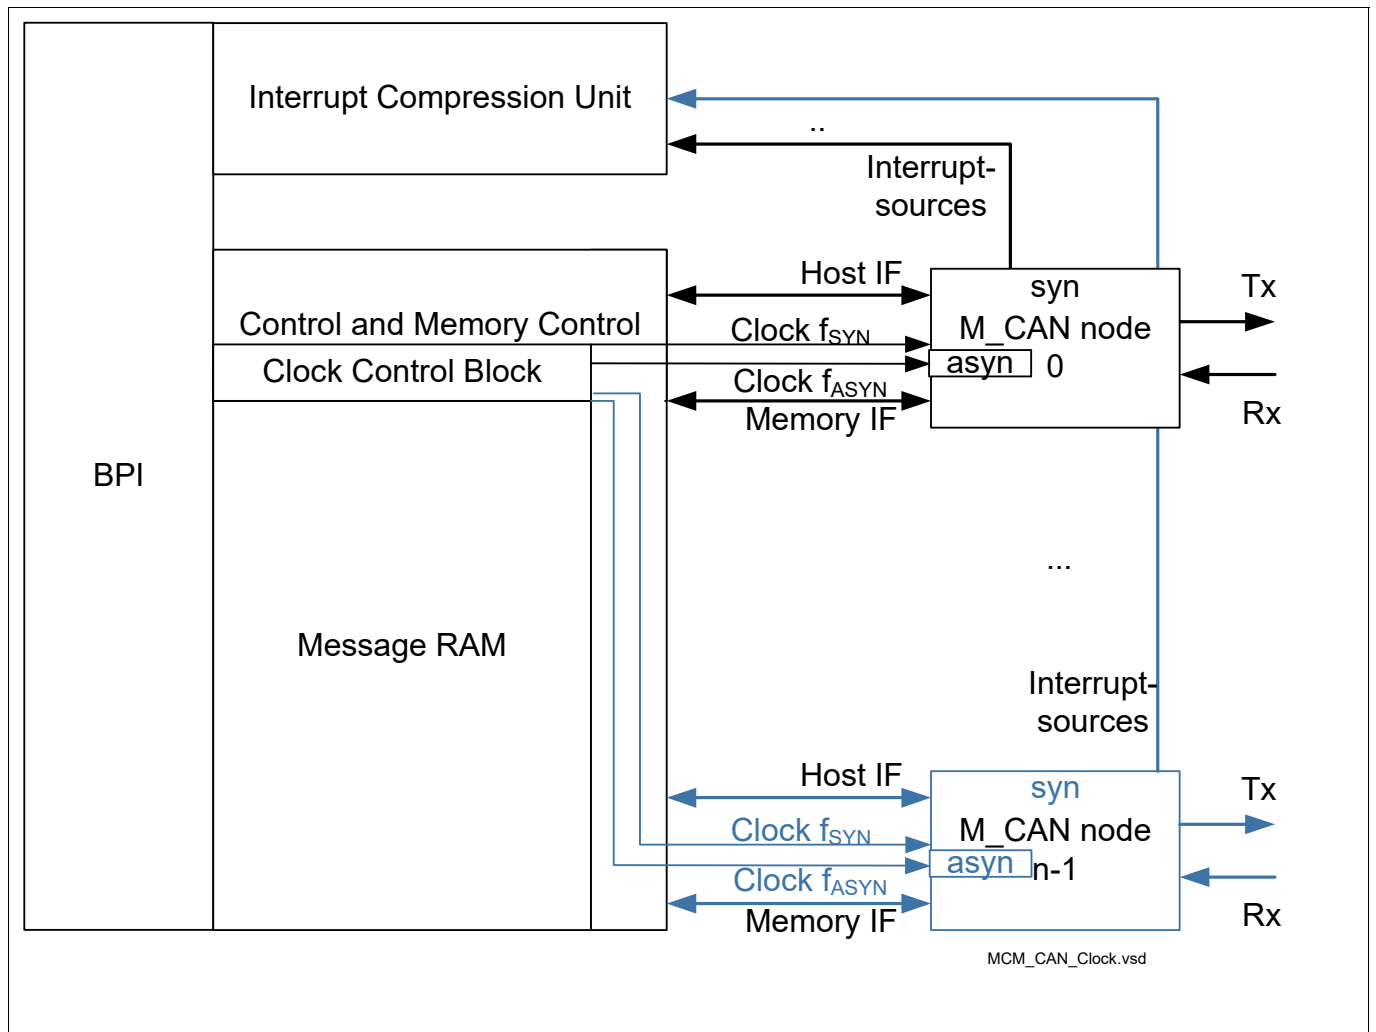 Interrupt Compression Unit
..
Interrupt-
sources
Host IF
syn
Tx
Control and Memory Control
Clock fSYN
M_CAN node
Clock Control Block
asyn
0
Clock fASYN
Memory IF
Rx
BPI
...
Message RAM
Interrupt-
sources
Host IF
syn
Tx
Clock fSYN
M_CAN node
asyn
n-1
Clock fASYN
Memory IF
Rx
MCM_CAN_Clock.vsd